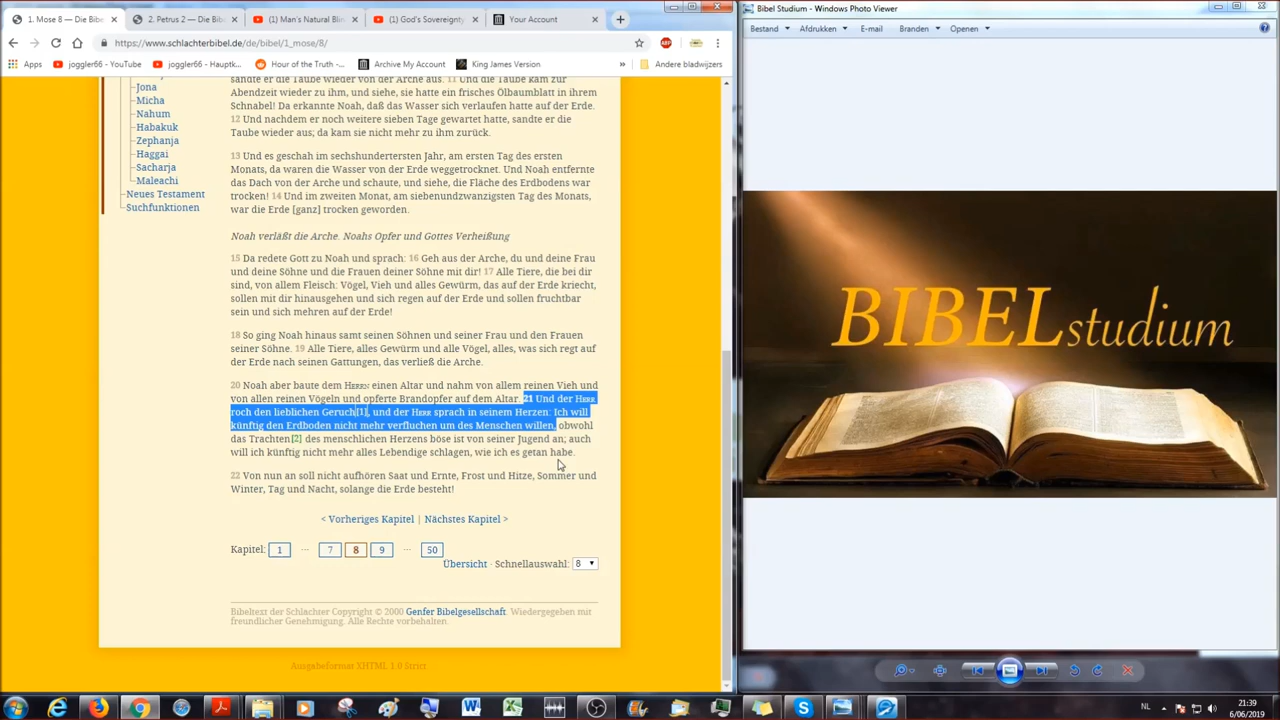 1. Mose 8 — Die Bibe
2. Petrus 2 — Die Bib
(1) Man's Natural Blin
(1) God's Sovereignty
Your Account
https://www.schlachterbibel.de/de/bibel/1_mose/8/
Apps
joggler66 - YouTube
joggler66 - Hauptk...
Hour of the Truth -...
Archive My Account
King James Version
Andere bladwijzers
Jona
Micha
Nahum
Habakuk
Zephanja
Haggai
Sacharja
Maleachi
Neues Testament
Suchfunktionen
sandte er die Taube wieder von der Arche aus. 11 Und die Taube kam zur
Abendzeit wieder zu ihm, und siehe, sie hatte ein frisches Ölbaumblatt in ihrem
Schnabel! Da erkannte Noah, daß das Wasser sich verlaufen hatte auf der Erde.
12 Und nachdem er noch weitere sieben Tage gewartet hatte, sandte er die
Taube wieder aus; da kam sie nicht mehr zu ihm zurück.
13 Und es geschah im sechshundertersten Jahr, am ersten Tag des ersten
Monats, da waren die Wasser von der Erde weggetrocknet. Und Noah entfernte
das Dach von der Arche und schaute, und siehe, die Fläche des Erdbodens war
trocken! 14 Und im zweiten Monat, am siebenundzwanzigsten Tag des Monats,
war die Erde [ganz] trocken geworden.
Noah verläßt die Arche. Noahs Opfer und Gottes Verheißung
15 Da redete Gott zu Noah und sprach: 16 Geh aus der Arche, du und deine Frau
und deine Söhne und die Frauen deiner Söhne mit dir! 17 Alle Tiere, die bei dir
sind, von allem Fleisch: Vögel, Vieh und alles Gewürm, das auf der Erde kriecht,
sollen mit dir hinausgehen und sich regen auf der Erde und sollen fruchtbar
sein und sich mehren auf der Erde!
18 So ging Noah hinaus samt seinen Söhnen und seiner Frau und den Frauen
seiner Söhne. 19 Alle Tiere, alles Gewürm und alle Vögel, alles, was sich regt auf
der Erde nach seinen Gattungen, das verließ die Arche.
20 Noah aber baute dem HERRN einen Altar und nahm von allem reinen Vieh und
von allen reinen Vögeln und opferte Brandopfer auf dem Altar. 21 Und der HERR
roch den lieblichen Geruch[1], und der HERR sprach in seinem Herzen: Ich will
künftig den Erdboden nicht mehr verfluchen um des Menschen willen, obwohl
das Trachten[2] des menschlichen Herzens böse ist von seiner Jugend an; auch
will ich künftig nicht mehr alles Lebendige schlagen, wie ich es getan habe.
22 Von nun an soll nicht aufhören Saat und Ernte, Frost und Hitze, Sommer und
Winter, Tag und Nacht, solange die Erde besteht!
< Vorheriges Kapitel | Nächstes Kapitel >
Kapitel: 1 ... 7 8 9 ... 50
Übersicht · Schnellauswahl: 8
Bibeltext der Schlachter Copyright © 2000 Genfer Bibelgesellschaft. Wiedergegeben mit
freundlicher Genehmigung. Alle Rechte vorbehalten.
Ausgabeformat XHTML 1.0 Strict
Bibel Studium - Windows Photo Viewer
Bestand
Afdrukken
E-mail
Branden
Openen
BIBELstudium
NL
21:39
6/06/2019